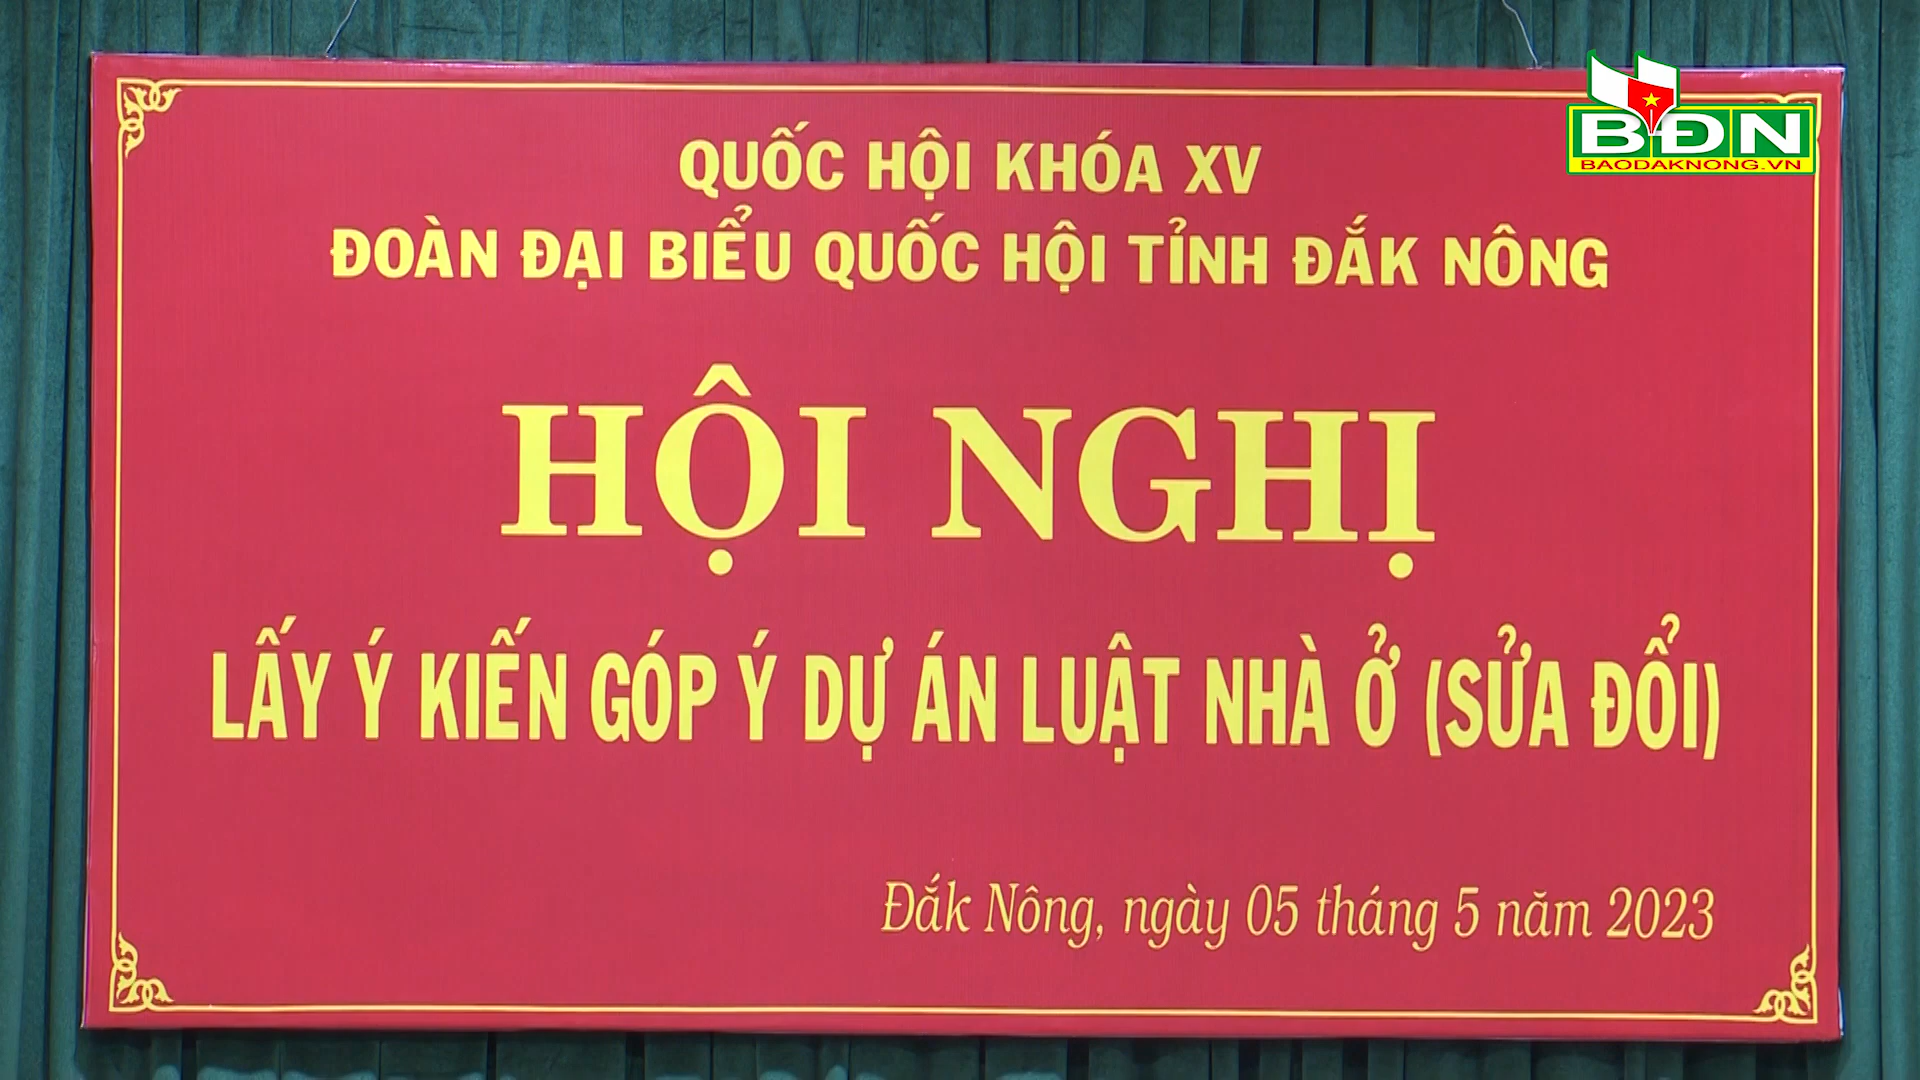 QUỐC HỘI KHÓA XV
ĐOÀN ĐẠI BIỂU QUỐC HỘI TỈNH ĐẮK NÔNG
HỘI NGHỊ
LẤY Ý KIẾN GÓP Ý DỰ ÁN LUẬT NHÀ Ở (SỬA ĐỔI)
Đắk Nông, ngày 05 tháng 5 năm 2023
BĐN
BAODAKNONG.VN